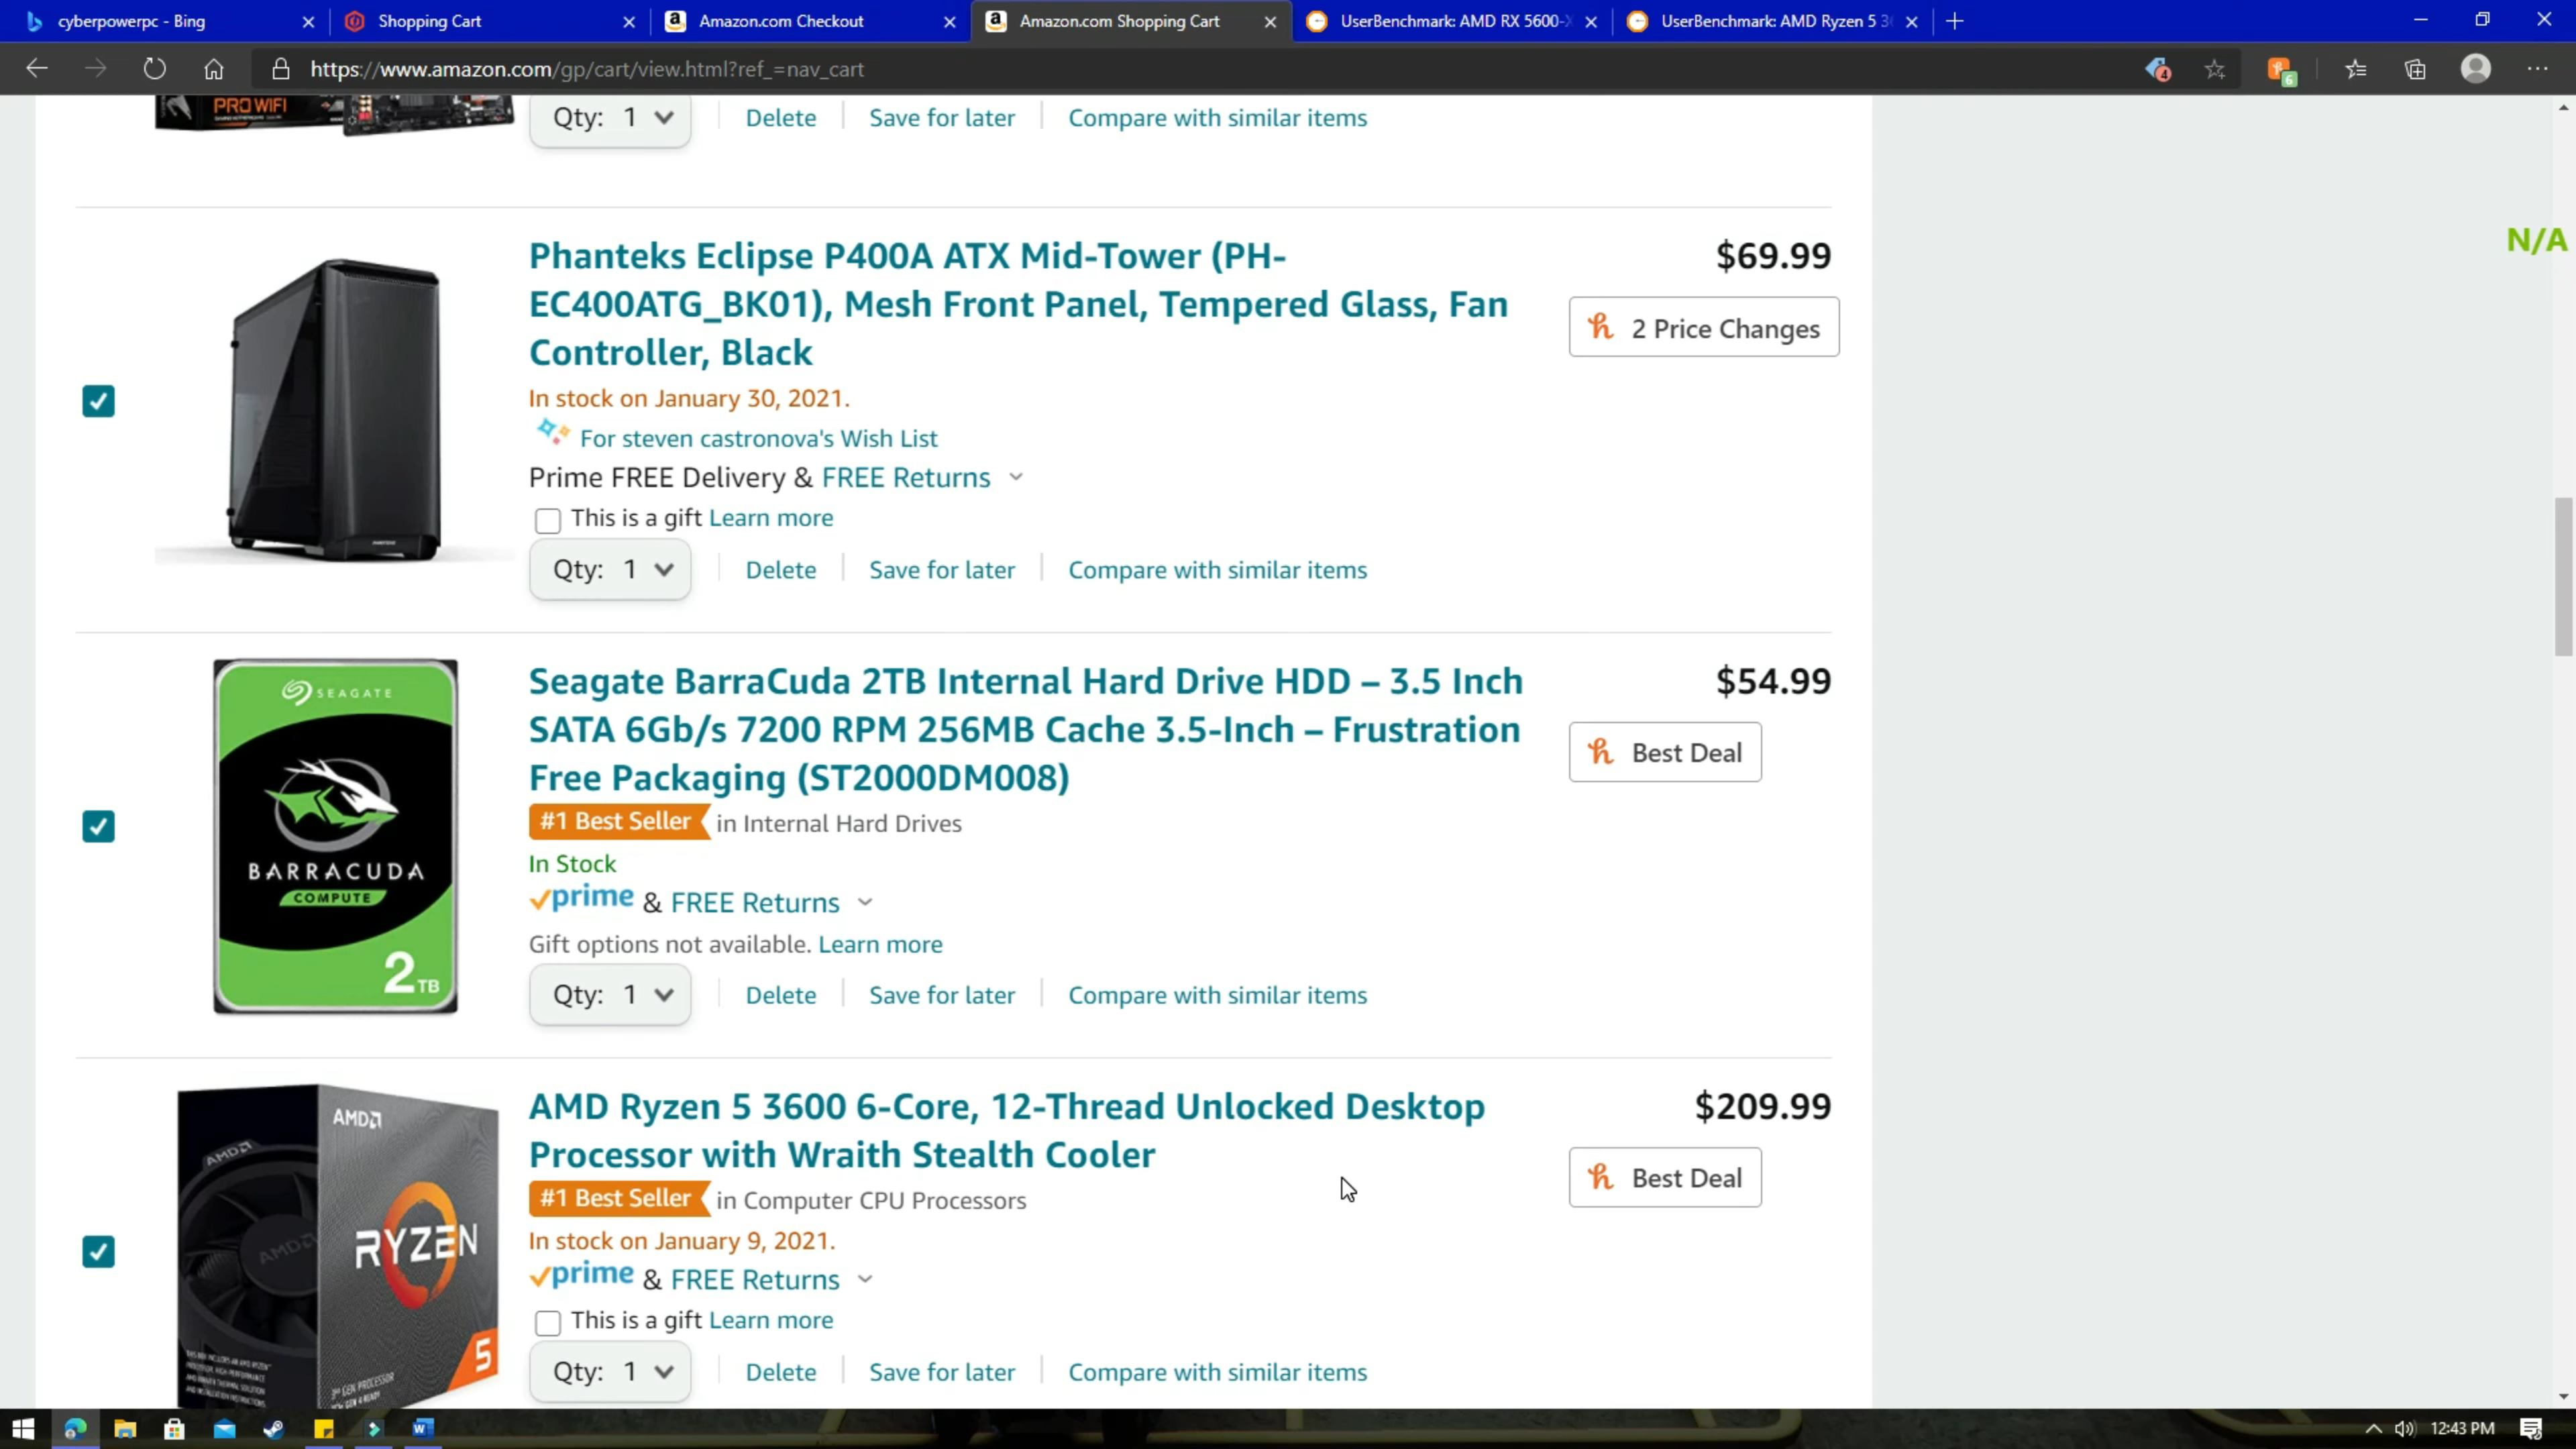 cyberpowerpc - Bing
Shopping Cart
Amazon.com Checkout
Amazon.com Shopping Cart
UserBenchmark: AMD RX 5600-X
UserBenchmark: AMD Ryzen 5 3
https://www.amazon.com/gp/cart/view.html?ref_=nav_cart
4
6
PRO WIFI
Qty: 1
Delete
Save for later
Compare with similar items
N/A
Phanteks Eclipse P400A ATX Mid-Tower (PH-
EC400ATG_BK01), Mesh Front Panel, Tempered Glass, Fan
Controller, Black
$69.99
2 Price Changes
In stock on January 30, 2021.
For steven castronova's Wish List
Prime FREE Delivery & FREE Returns
This is a gift Learn more
Qty: 1
Delete
Save for later
Compare with similar items
SEAGATE
BARRACUDA
COMPUTE
2TB
Seagate BarraCuda 2TB Internal Hard Drive HDD – 3.5 Inch
SATA 6Gb/s 7200 RPM 256MB Cache 3.5-Inch – Frustration
Free Packaging (ST2000DM008)
$54.99
Best Deal
#1 Best Seller in Internal Hard Drives
In Stock
prime & FREE Returns
Gift options not available. Learn more
Qty: 1
Delete
Save for later
Compare with similar items
AMD
AMD
AMD
RYZEN
5
AMD Ryzen 5 3600 6-Core, 12-Thread Unlocked Desktop
Processor with Wraith Stealth Cooler
$209.99
Best Deal
#1 Best Seller in Computer CPU Processors
In stock on January 9, 2021.
prime & FREE Returns
This is a gift Learn more
Qty: 1
Delete
Save for later
Compare with similar items
12:43 PM